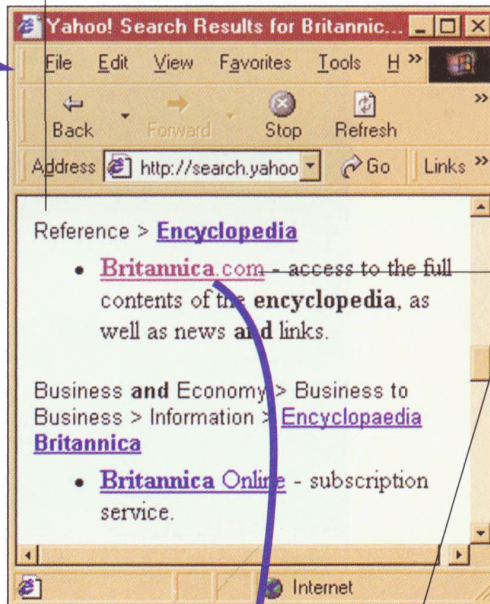 Yahoo! Search Results for Britannic...
File Edit View Favorites Tools H »
Back Forward Stop Refresh »
Address http://search.yahoo Go Links »
Reference > Encyclopedia
• Britannica.com - access to the full
contents of the encyclopedia, as
well as news and links.
Business and Economy > Business to
Business > Information > Encyclopaedia
Britannica
• Britannica Online - subscription
service.
Internet